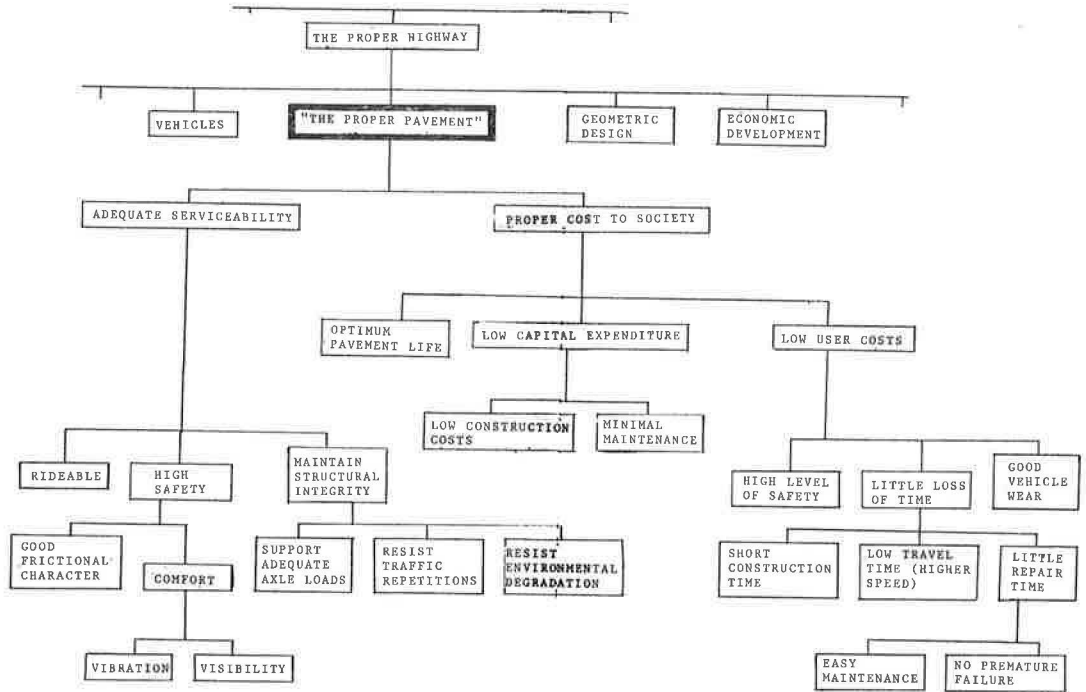 THE PROPER HIGHWAY
VEHICLES
"THE PROPER PAVEMENT"
GEOMETRIC
DESIGN
ECONOMIC
DEVELOPMENT
ADEQUATE SERVICEABILITY
PROPER COST TO SOCIETY
OPTIMUM
PAVEMENT LIFE
LOW CAPITAL EXPENDITURE
LOW USER COSTS
LOW CONSTRUCTION
COSTS
MINIMAL
MAINTENANCE
RIDEABLE
HIGH
SAFETY
MAINTAIN
STRUCTURAL
INTEGRITY
HIGH LEVEL
OF SAFETY
LITTLE LOSS
OF TIME
GOOD
VEHICLE
WEAR
GOOD
FRICTIONAL
CHARACTER
COMFORT
SUPPORT
ADEQUATE
AXLE LOADS
RESIST
TRAFFIC
REPETITIONS
RESIST
ENVIRONMENTAL
DEGRADATION
SHORT
CONSTRUCTION
TIME
LOW TRAVEL
TIME (HIGHER
SPEED)
LITTLE
REPAIR
TIME
VIBRATION
VISIBILITY
EASY
MAINTENANCE
NO PREMATURE
FAILURE